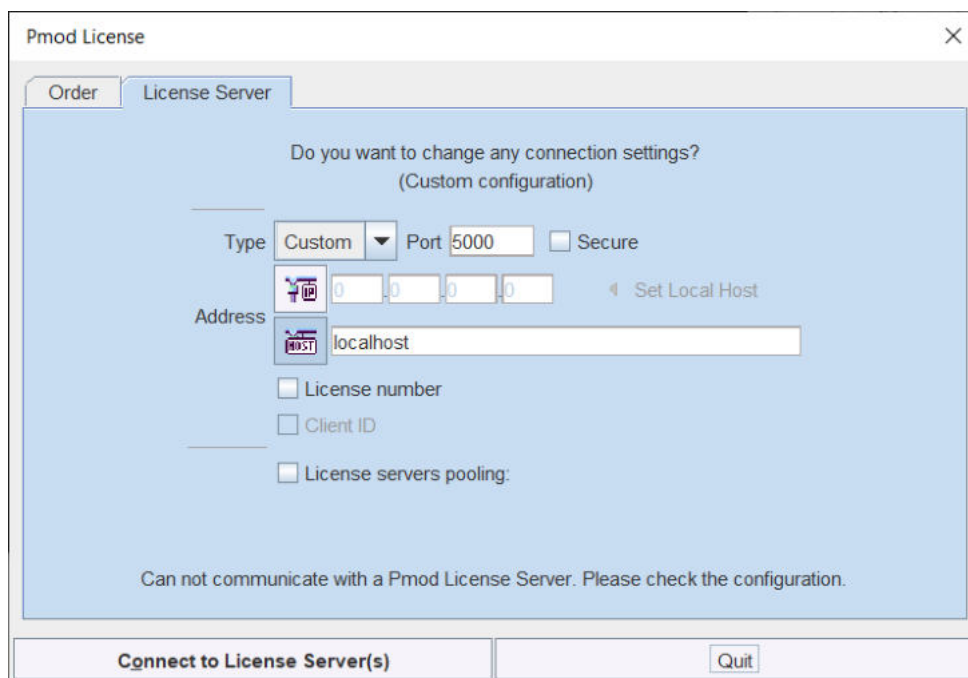 Pmod License
Order License Server
Do you want to change any connection settings?
(Custom configuration)
Type Custom Port 5000 Secure
IP 0 .0 .0 .0 Set Local Host
Address
HOST localhost
License number
Client ID
License servers pooling:
Can not communicate with a Pmod License Server. Please check the configuration.
Connect to License Server(s) Quit